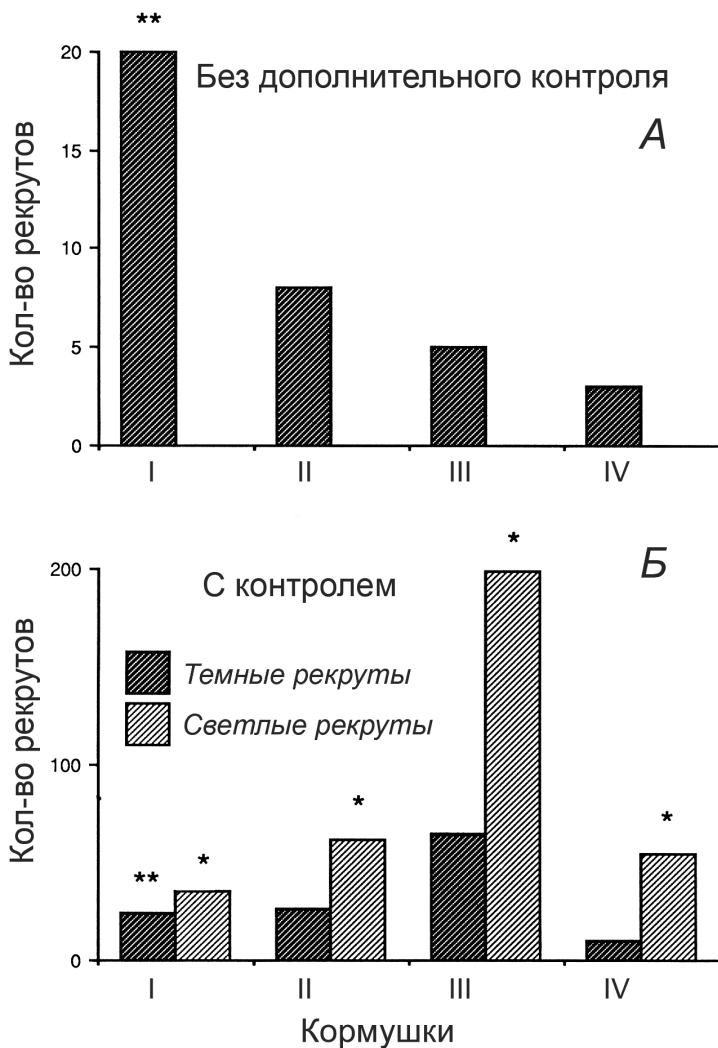 **
20
Без дополнительного контроля
А
15
10
5
0
Кол-во рекрутов
I II III IV
Б
*
200
С контролем
Темные рекруты
Светлые рекруты
100
* *
** *
0
Кол-во рекрутов
I II III IV
Кормушки